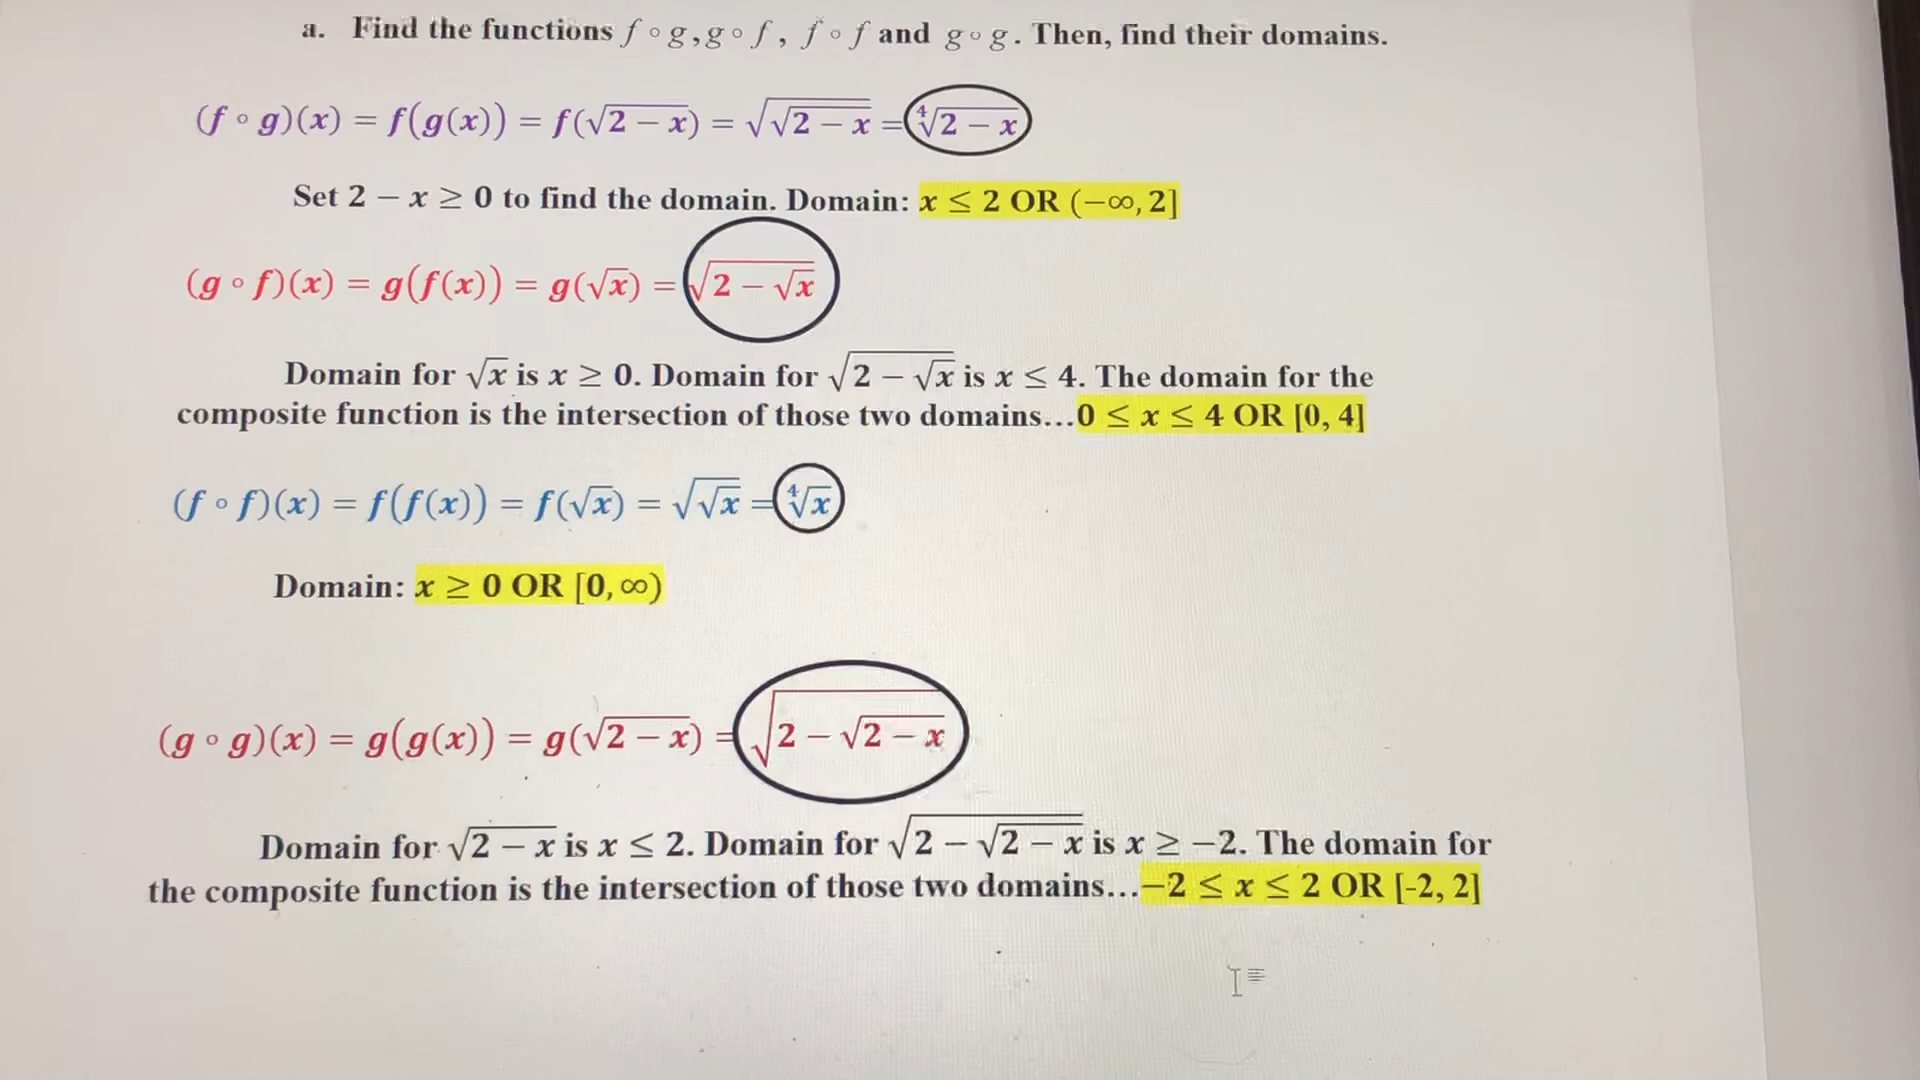 a. Find the functions f ∘ g, g ∘ f, f ∘ f and g ∘ g. Then, find their domains.
(f ∘ g)(x) = f(g(x)) = f(√(2 − x)) = √(√(2 − x)) = ∜(2 − x)
Set 2 − x ≥ 0 to find the domain. Domain: x ≤ 2 OR (−∞, 2]
(g ∘ f)(x) = g(f(x)) = g(√x) = √(2 − √x)
Domain for √x is x ≥ 0. Domain for √(2 − √x) is x ≤ 4. The domain for the
composite function is the intersection of those two domains...0 ≤ x ≤ 4 OR [0, 4]
(f ∘ f)(x) = f(f(x)) = f(√x) = √(√x) = ∜x
Domain: x ≥ 0 OR [0, ∞)
(g ∘ g)(x) = g(g(x)) = g(√(2 − x)) = √(2 − √(2 − x))
Domain for √(2 − x) is x ≤ 2. Domain for √(2 − √(2 − x)) is x ≥ −2. The domain for
the composite function is the intersection of those two domains...−2 ≤ x ≤ 2 OR [-2, 2]